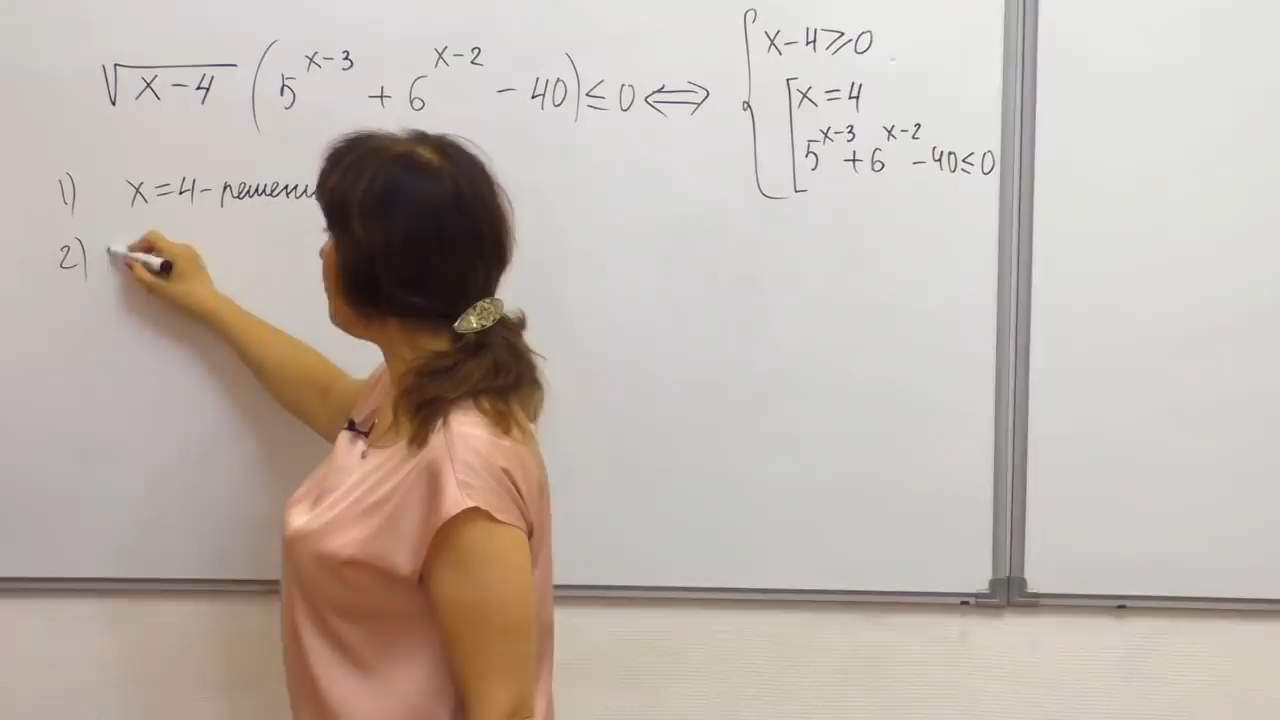 √(x-4) (5^(x-3) + 6^(x-2) - 40) ≤ 0 ⟺
{ x-4⩾0
[ x=4
5^(x-3) + 6^(x-2) - 40 ≤ 0
1) x=4 -
2)